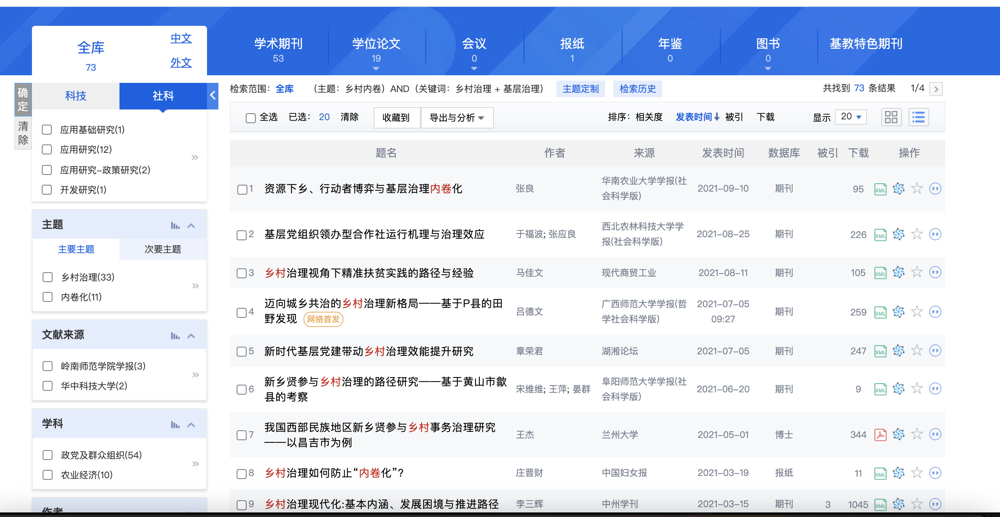 全库
73
中文
外文
学术期刊
53
学位论文
19
会议
0
报纸
1
年鉴
0
图书
0
基教特色期刊
确定
清除
科技
社科
应用基础研究(1)
应用研究(12)
应用研究-政策研究(2)
开发研究(1)
主题
主要主题
次要主题
乡村治理(33)
内卷化(11)
文献来源
岭南师范学院学报(3)
华中科技大学(2)
学科
政党及群众组织(54)
农业经济(10)
检索范围：全库 （主题：乡村内卷）AND（关键词：乡村治理 + 基层治理） 主题定制 检索历史 共找到 73 条结果 1/4
全选 已选：20 清除 收藏到 导出与分析 排序：相关度 发表时间 被引 下载 显示 20
题名 作者 来源 发表时间 数据库 被引 下载 操作
1 资源下乡、行动者博弈与基层治理内卷化 张良 华南农业大学学报(社
会科学版) 2021-09-10 期刊 95 XML
2 基层党组织领办型合作社运行机理与治理效应 于福波; 张应良 西北农林科技大学学
报(社会科学版) 2021-08-25 期刊 226 XML
3 乡村治理视角下精准扶贫实践的路径与经验 马佳文 现代商贸工业 2021-08-11 期刊 105 XML
4 迈向城乡共治的乡村治理新格局——基于P县的田
野发现 网络首发 吕德文 广西师范大学学报(哲
学社会科学版) 2021-07-05
09:27 期刊 259 XML
5 新时代基层党建带动乡村治理效能提升研究 章荣君 湖湘论坛 2021-07-05 期刊 247 XML
6 新乡贤参与乡村治理的路径研究——基于黄山市歙
县的考察 宋维维; 王萍; 晏群 阜阳师范大学学报(社
会科学版) 2021-06-20 期刊 9 XML
7 我国西部民族地区新乡贤参与乡村事务治理研究
——以昌吉市为例 王杰 兰州大学 2021-05-01 博士 344
8 乡村治理如何防止“内卷化”？ 庄晋财 中国妇女报 2021-03-19 报纸 11 XML
9 乡村治理现代化:基本内涵、发展困境与推进路径 李三辉 中州学刊 2021-03-15 期刊 3 1045 XML